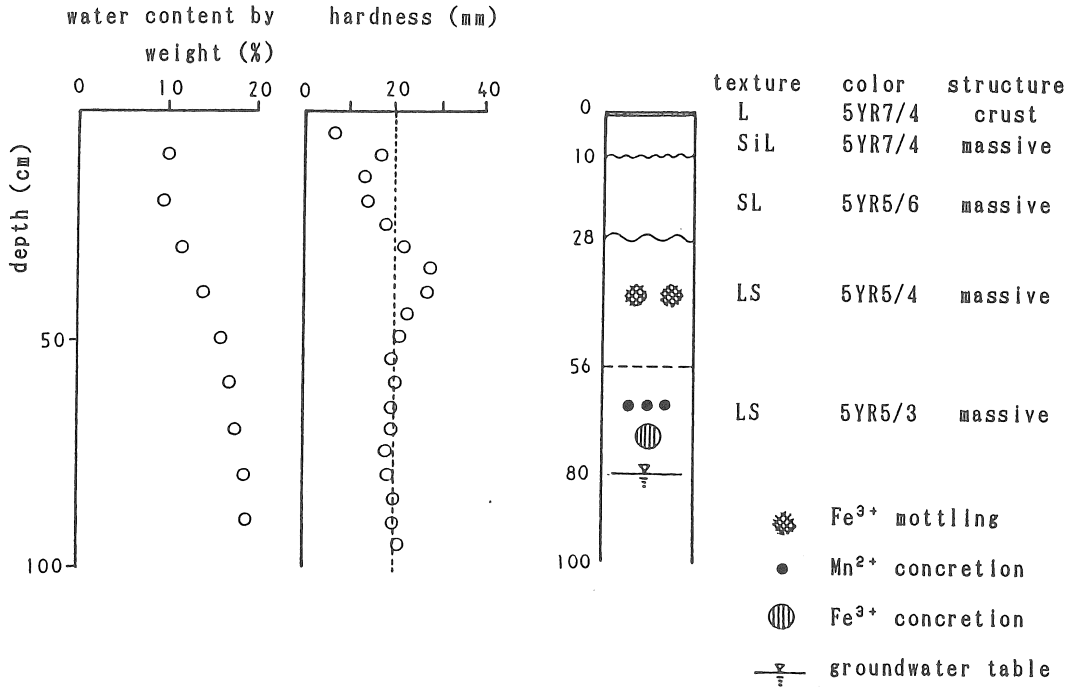 water content by
weight (%)
0 10 20
depth (cm)
50
100
hardness (mm)
0 20 40
texture color structure
0 L 5YR7/4 crust
SiL 5YR7/4 massive
10
SL 5YR5/6 massive
28
LS 5YR5/4 massive
56
LS 5YR5/3 massive
80
100
Fe³⁺ mottling
Mn²⁺ concretion
Fe³⁺ concretion
groundwater table